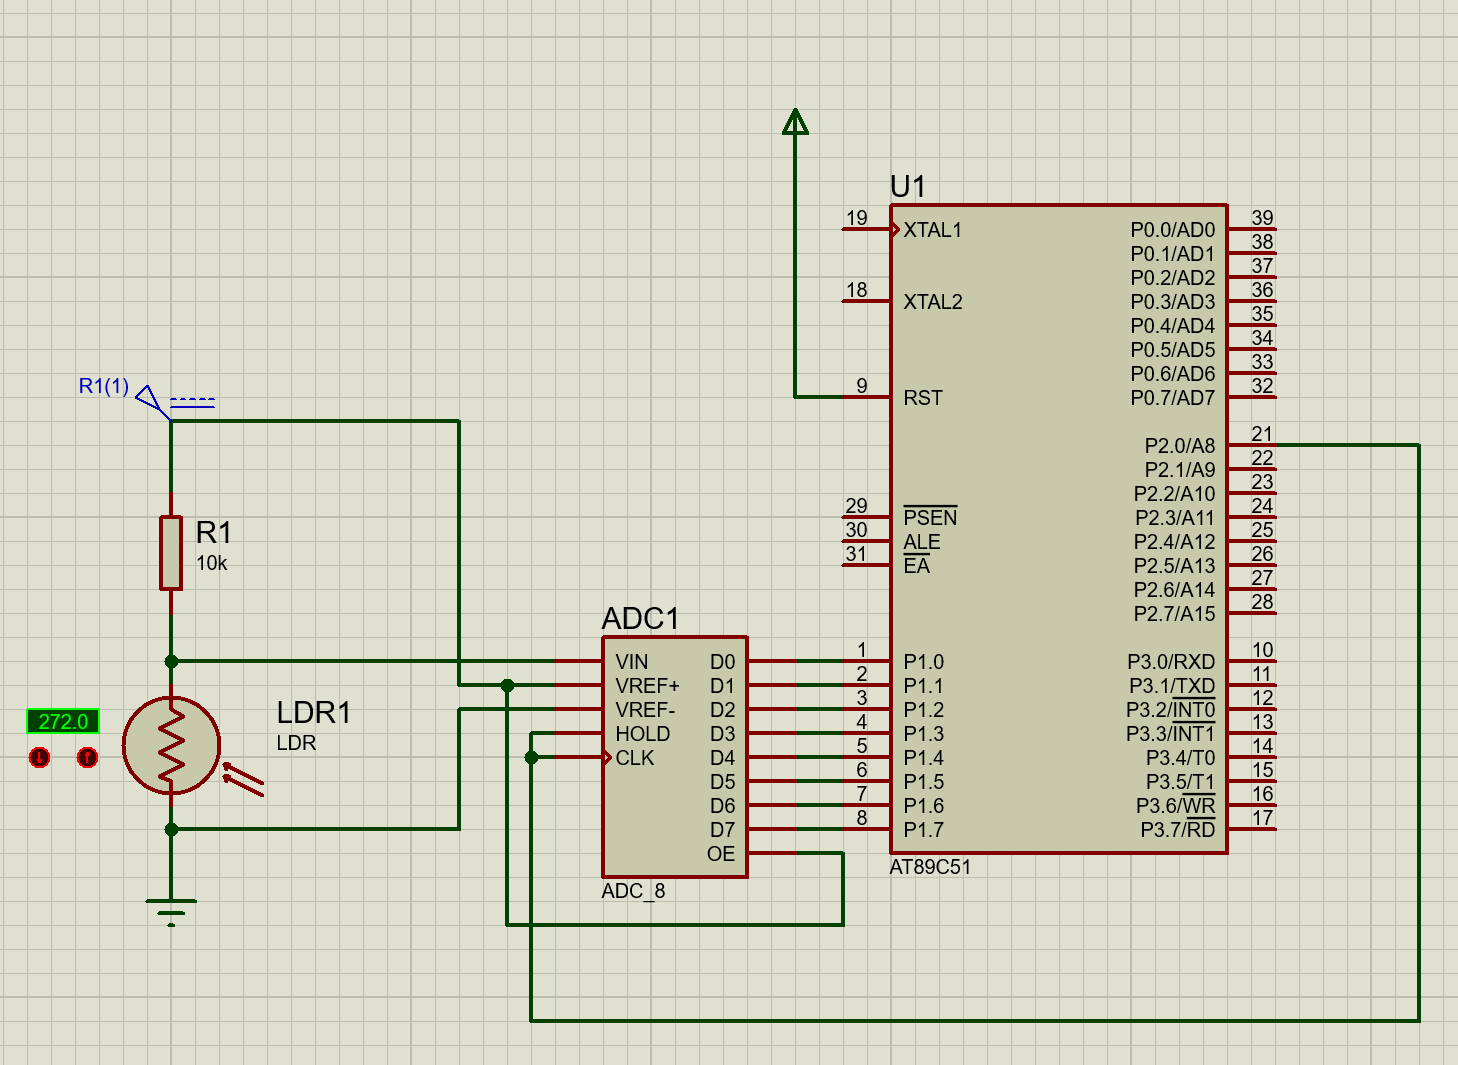 U1
19
XTAL1
18
XTAL2
9
RST
29
PSEN
30
ALE
31
EA
1
P1.0
2
P1.1
3
P1.2
4
P1.3
5
P1.4
6
P1.5
7
P1.6
8
P1.7
P0.0/AD0
39
P0.1/AD1
38
P0.2/AD2
37
P0.3/AD3
36
P0.4/AD4
35
P0.5/AD5
34
P0.6/AD6
33
P0.7/AD7
32
P2.0/A8
21
P2.1/A9
22
P2.2/A10
23
P2.3/A11
24
P2.4/A12
25
P2.5/A13
26
P2.6/A14
27
P2.7/A15
28
P3.0/RXD
10
P3.1/TXD
11
P3.2/INT0
12
P3.3/INT1
13
P3.4/T0
14
P3.5/T1
15
P3.6/WR
16
P3.7/RD
17
AT89C51
R1(1)
R1
10k
LDR1
LDR
272.0
ADC1
VIN
VREF+
VREF-
HOLD
CLK
D0
D1
D2
D3
D4
D5
D6
D7
OE
ADC_8